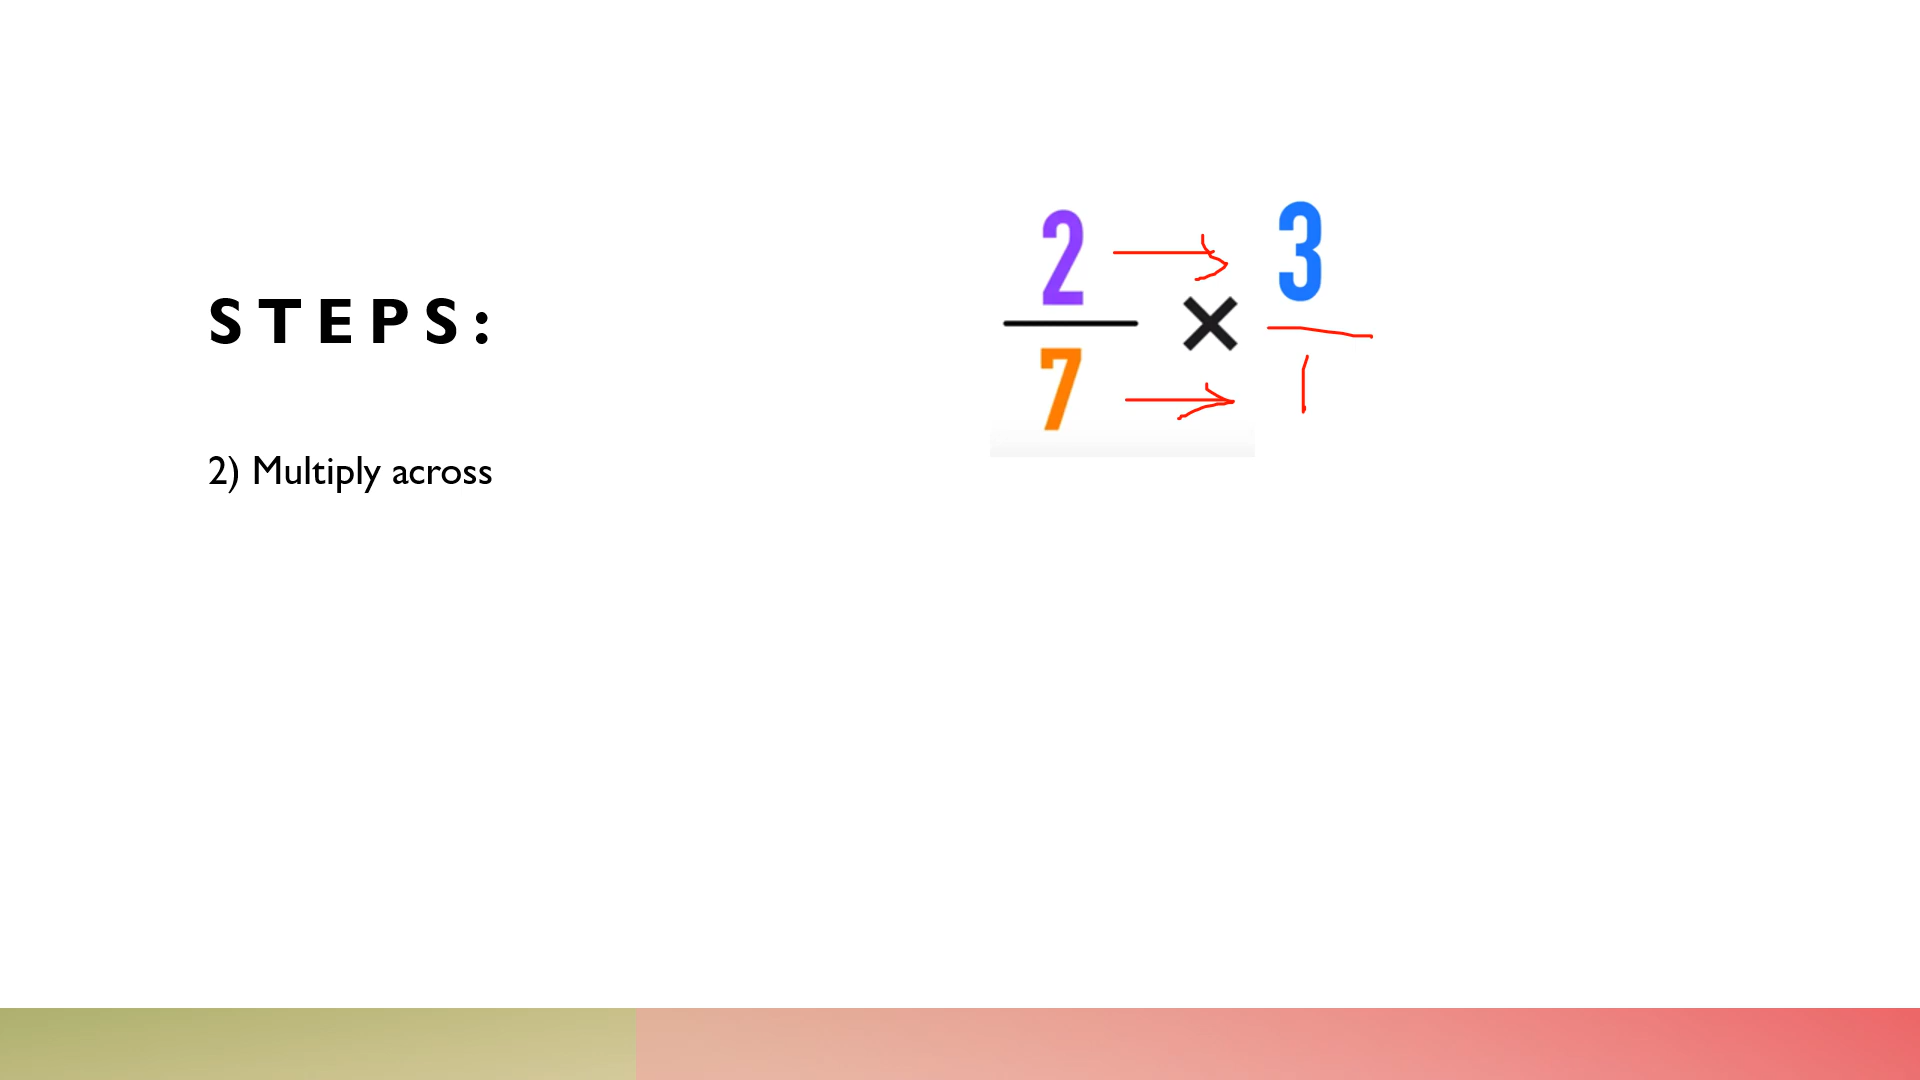 STEPS:
2) Multiply across
2 → × 3
7 → 1